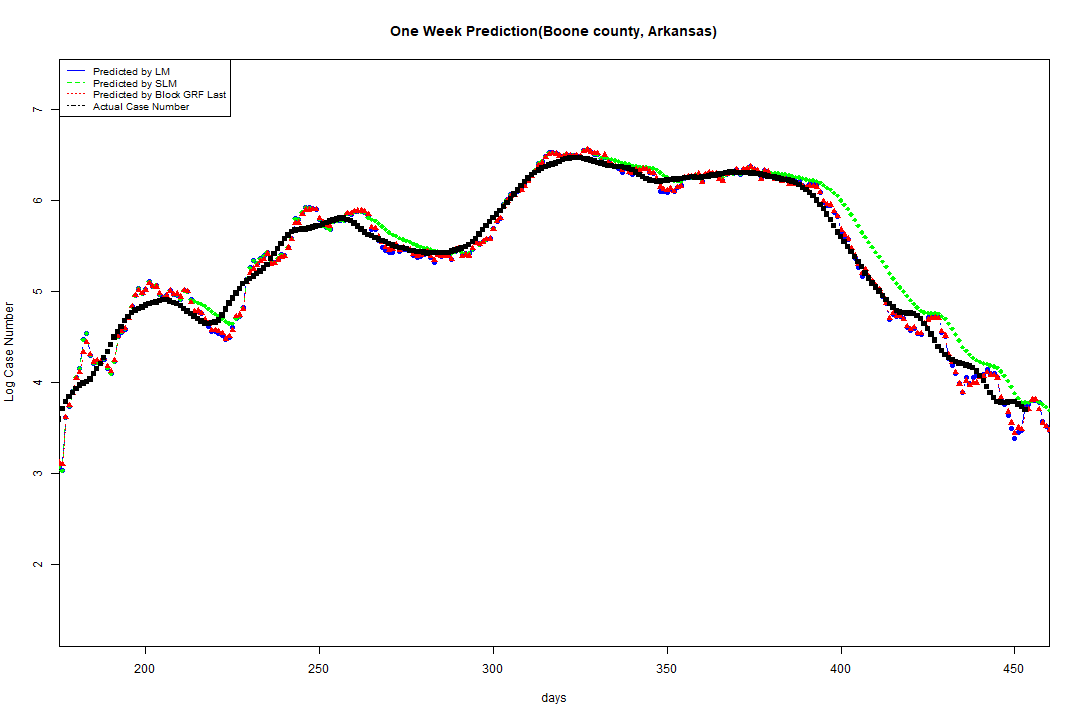 One Week Prediction(Boone county, Arkansas)
Predicted by LM
Predicted by SLM
Predicted by Block GRF Last
Actual Case Number
7
6
5
4
3
2
Log Case Number
200 250 300 350 400 450
days